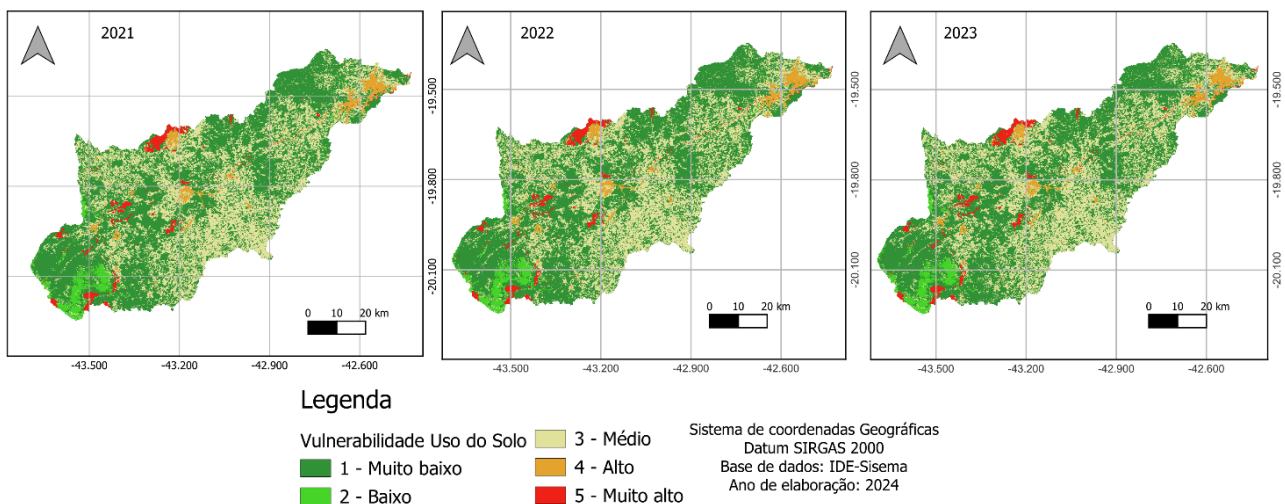 2021
2022
2023
-19.500
-19.800
-20.100
-19.500
-19.800
-20.100
0 10 20 km
0 10 20 km
0 10 20 km
-43.500 -43.200 -42.900 -42.600
-43.500 -43.200 -42.900 -42.600
-43.500 -43.200 -42.900 -42.600
Legenda
Vulnerabilidade Uso do Solo
1 - Muito baixo
2 - Baixo
3 - Médio
4 - Alto
5 - Muito alto
Sistema de coordenadas Geográficas
Datum SIRGAS 2000
Base de dados: IDE-Sisema
Ano de elaboração: 2024